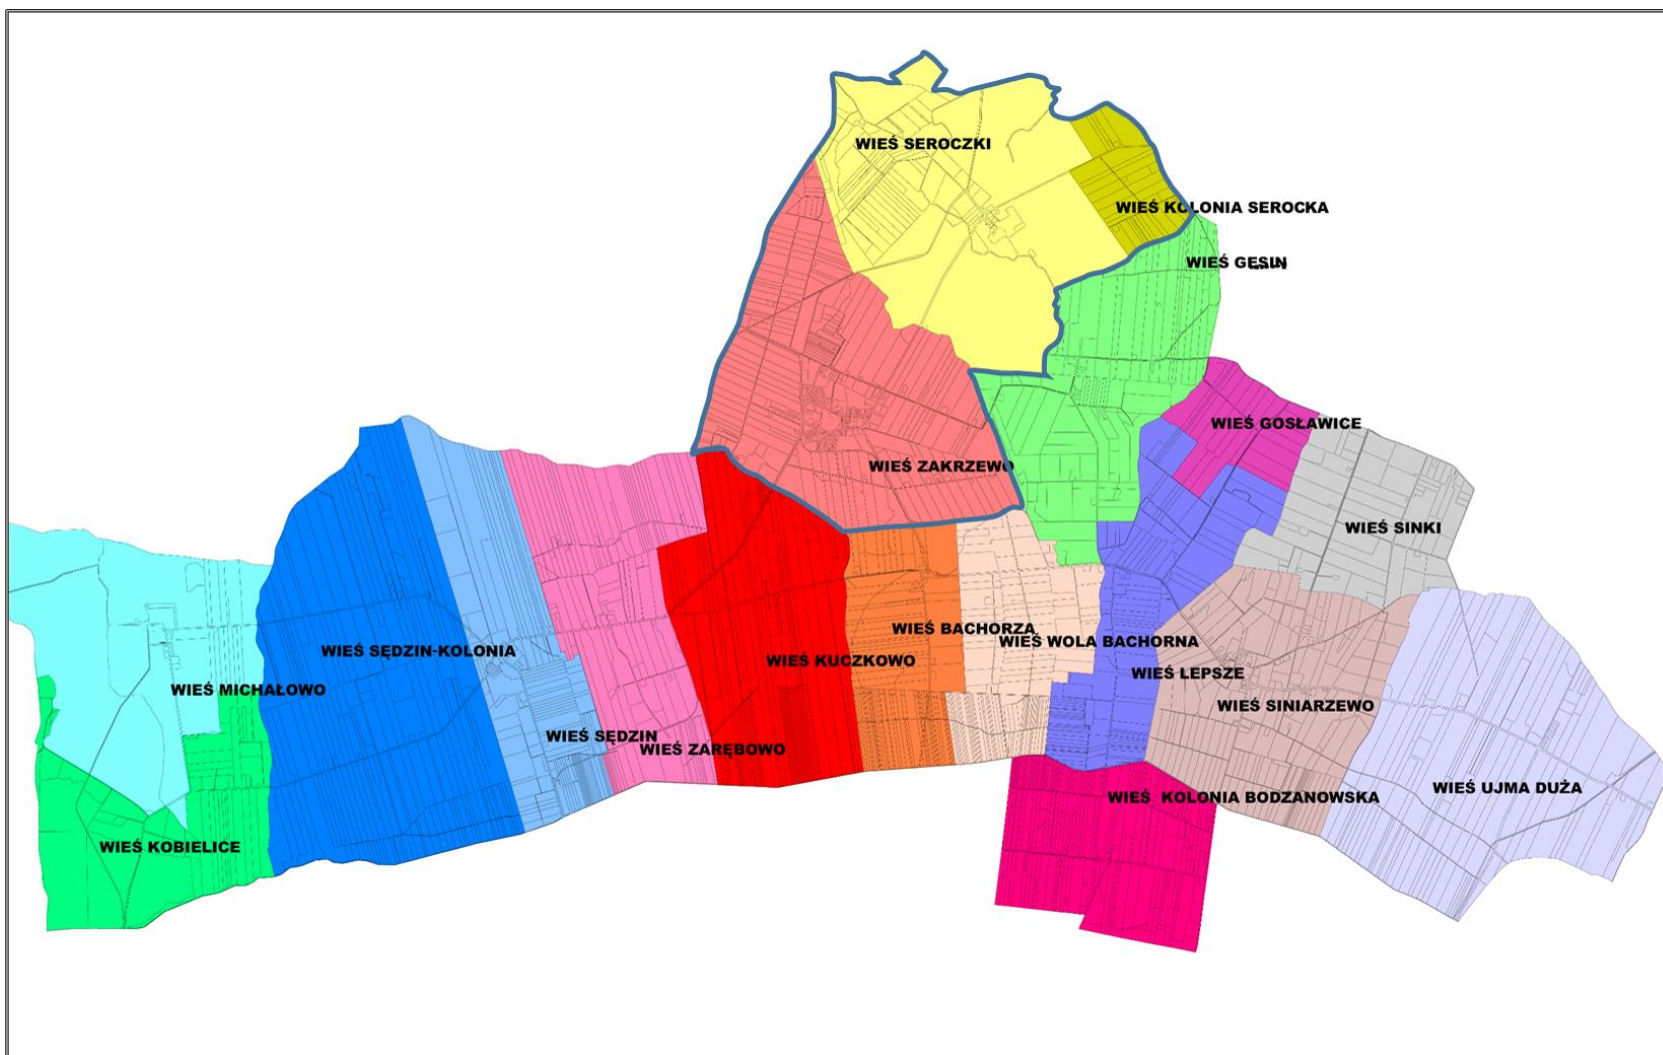 WIEŚ SEROCZKI
WIEŚ KOLONIA SEROCKA
WIEŚ GĘSIN
WIEŚ GOSŁAWICE
WIEŚ ZAKRZEWO
WIEŚ SINKI
WIEŚ BACHORZA
WIEŚ WOLA BACHORNA
WIEŚ SĘDZIN-KOLONIA
WIEŚ KUCZKOWO
WIEŚ LEPSZE
WIEŚ MICHAŁOWO
WIEŚ SINIARZEWO
WIEŚ SĘDZIN
WIEŚ ZARĘBOWO
WIEŚ UJMA DUŻA
WIEŚ KOLONIA BODZANOWSKA
WIEŚ KOBIELICE